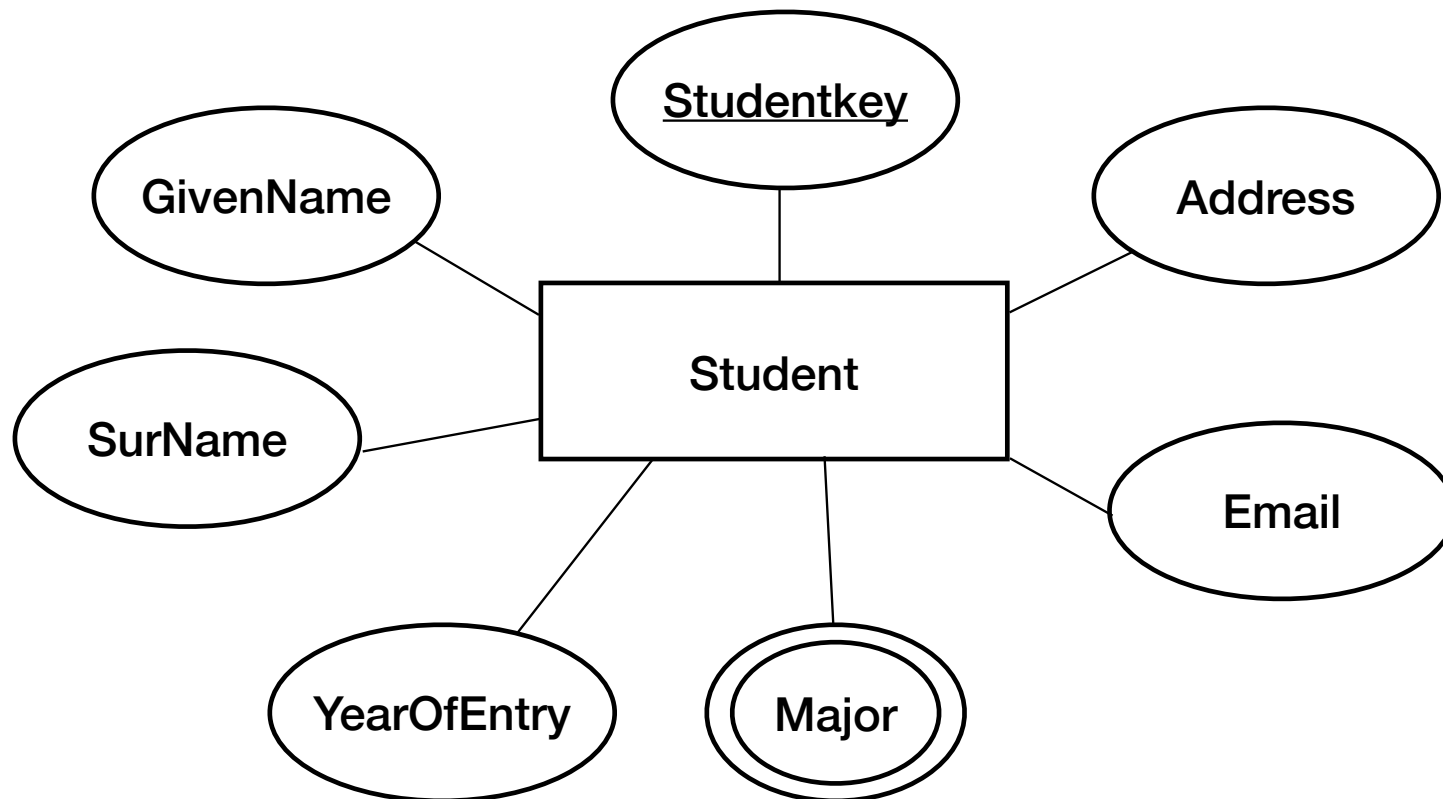 Studentkey
GivenName
Address
Student
SurName
Email
YearOfEntry
Major